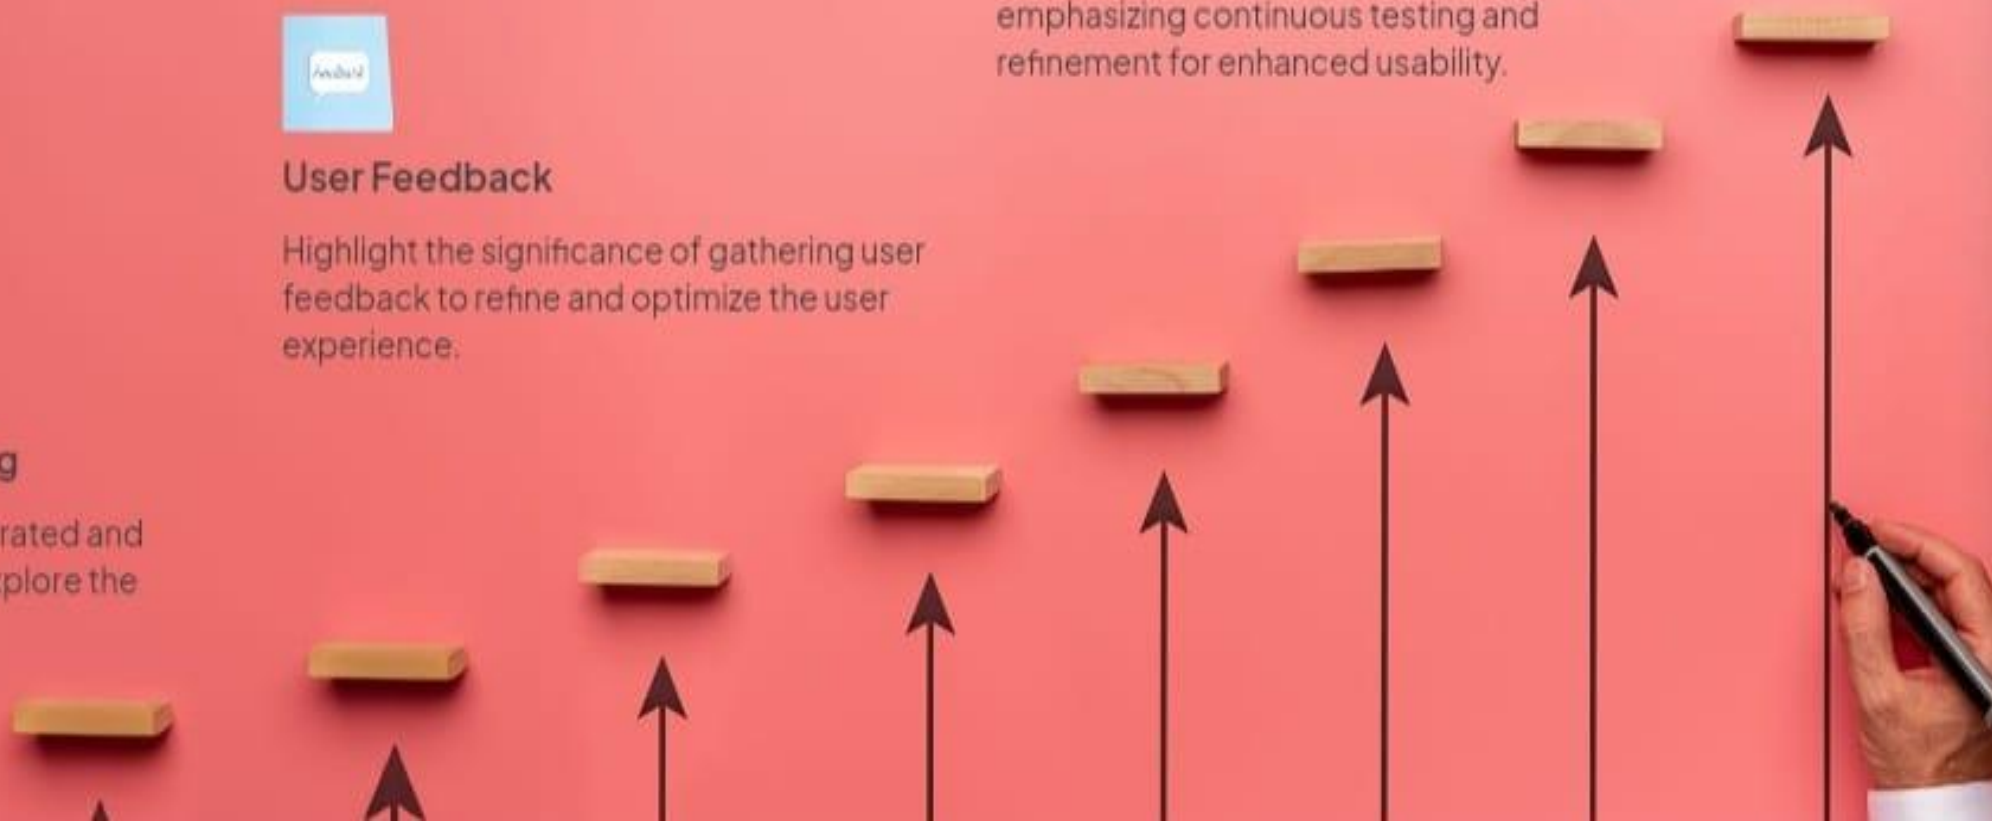 emphasizing continuous testing and
refinement for enhanced usability.
User Feedback
Highlight the significance of gathering user
feedback to refine and optimize the user
experience.
g
rated and
xplore the